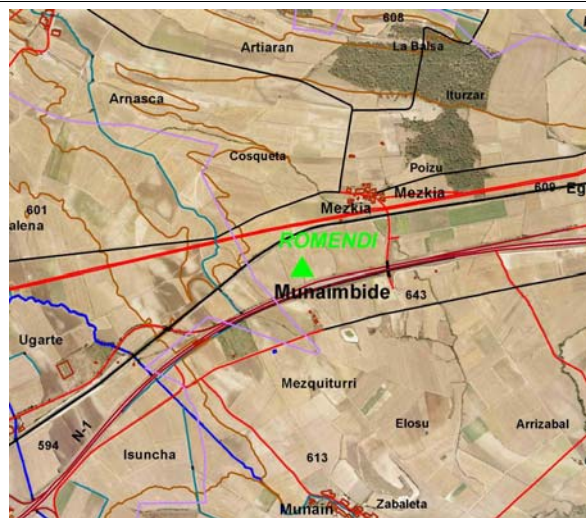 608
Artiaran
La Balsa
Arnasca
Iturzar
Cosqueta
Poizu
Mezkia
609
Eg
Mezkia
601
alena
ROMENDI
Munaimbide
643
Ugarte
Mezquiturri
Elosu
Arrizabal
594
N-1
Isuncha
613
Munain
Zabaleta